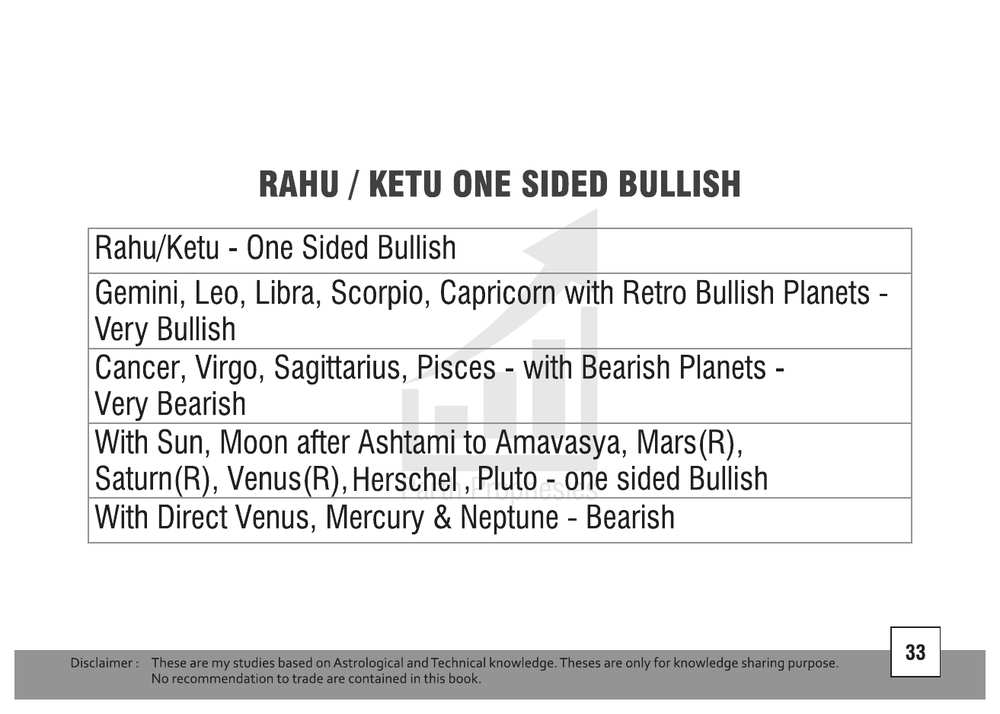 RAHU / KETU ONE SIDED BULLISH
Rahu/Ketu - One Sided Bullish
Gemini, Leo, Libra, Scorpio, Capricorn with Retro Bullish Planets -
Very Bullish
Cancer, Virgo, Sagittarius, Pisces - with Bearish Planets -
Very Bearish
With Sun, Moon after Ashtami to Amavasya, Mars(R),
Saturn(R), Venus(R), Herschel , Pluto - one sided Bullish
With Direct Venus, Mercury & Neptune - Bearish
Disclaimer : These are my studies based on Astrological and Technical knowledge. Theses are only for knowledge sharing purpose.
No recommendation to trade are contained in this book.
33